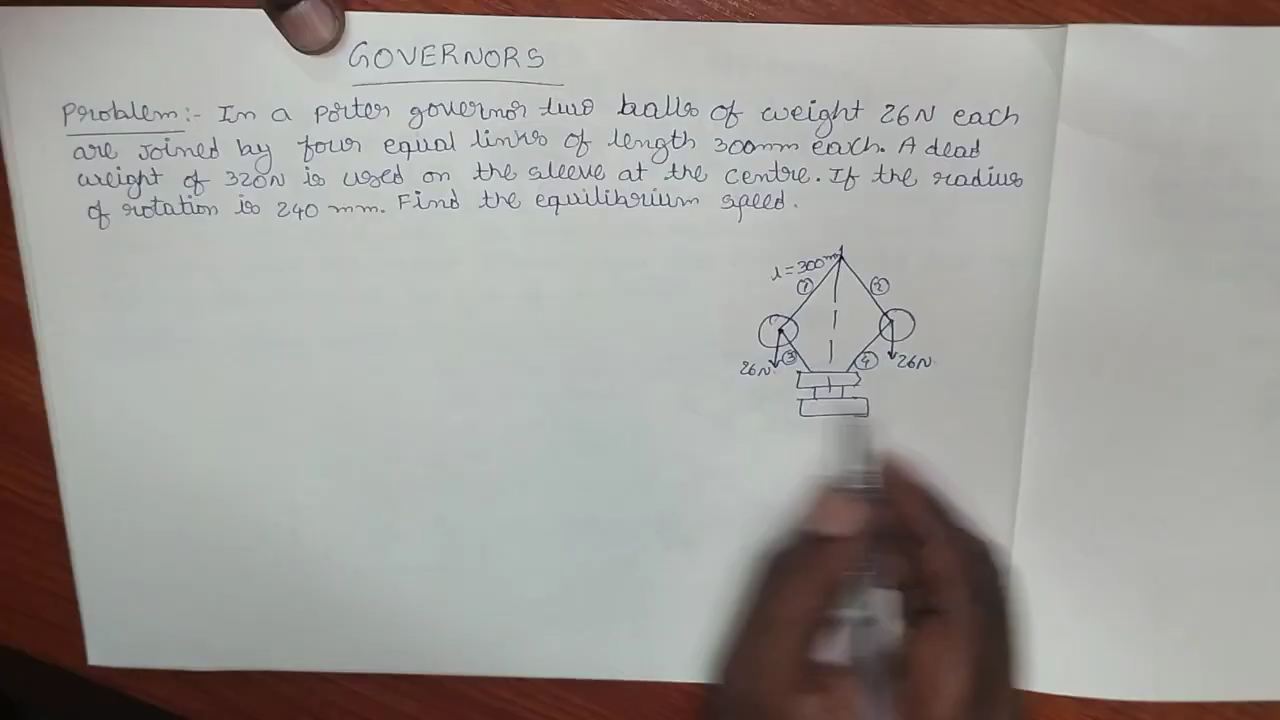 GOVERNORS
Problem:- In a porter governor two balls of weight 26N each
are joined by four equal links of length 300mm each. A dead
weight of 320N is used on the sleeve at the centre. If the radius
of rotation is 240 mm. Find the equilibrium speed.
l=300m
① ②
26N ③ ④ 26N